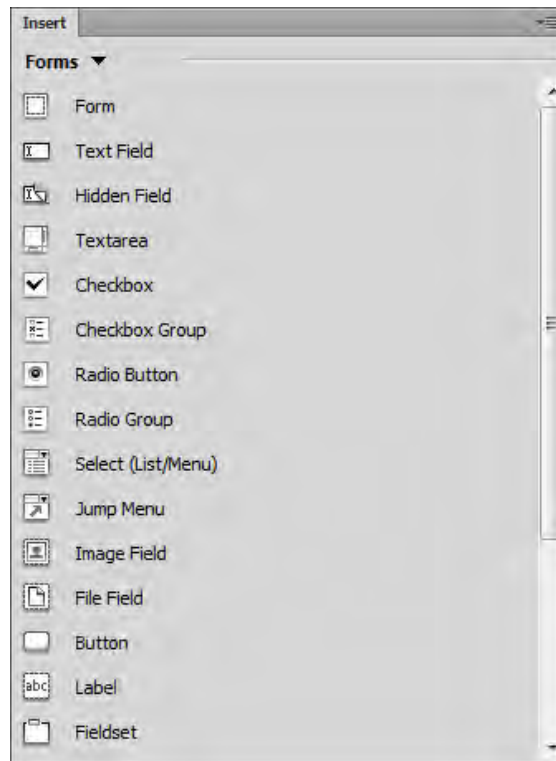 Insert
Forms
Form
Text Field
Hidden Field
Textarea
Checkbox
Checkbox Group
Radio Button
Radio Group
Select (List/Menu)
Jump Menu
Image Field
File Field
Button
abc Label
Fieldset